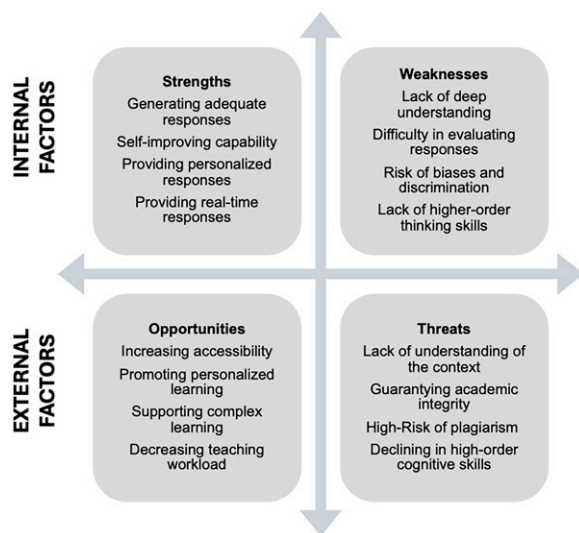 INTERNAL
FACTORS
Strengths
Generating adequate
responses
Self-improving capability
Providing personalized
responses
Providing real-time
responses
Weaknesses
Lack of deep
understanding
Difficulty in evaluating
responses
Risk of biases and
discrimination
Lack of higher-order
thinking skills
EXTERNAL
FACTORS
Opportunities
Increasing accessibility
Promoting personalized
learning
Supporting complex
learning
Decreasing teaching
workload
Threats
Lack of understanding of
the context
Guarantying academic
integrity
High-Risk of plagiarism
Declining in high-order
cognitive skills